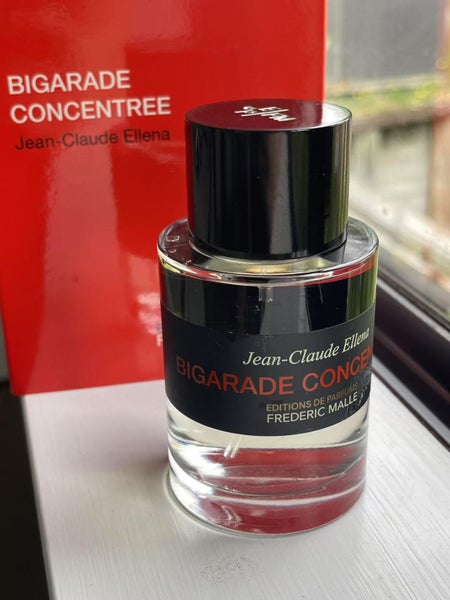 BIGARADE
CONCENTREE
Jean-Claude Ellena
Jean-Claude Ellena
BIGARADE CONCEN
EDITIONS DE PARFUMS
FREDERIC MALLE